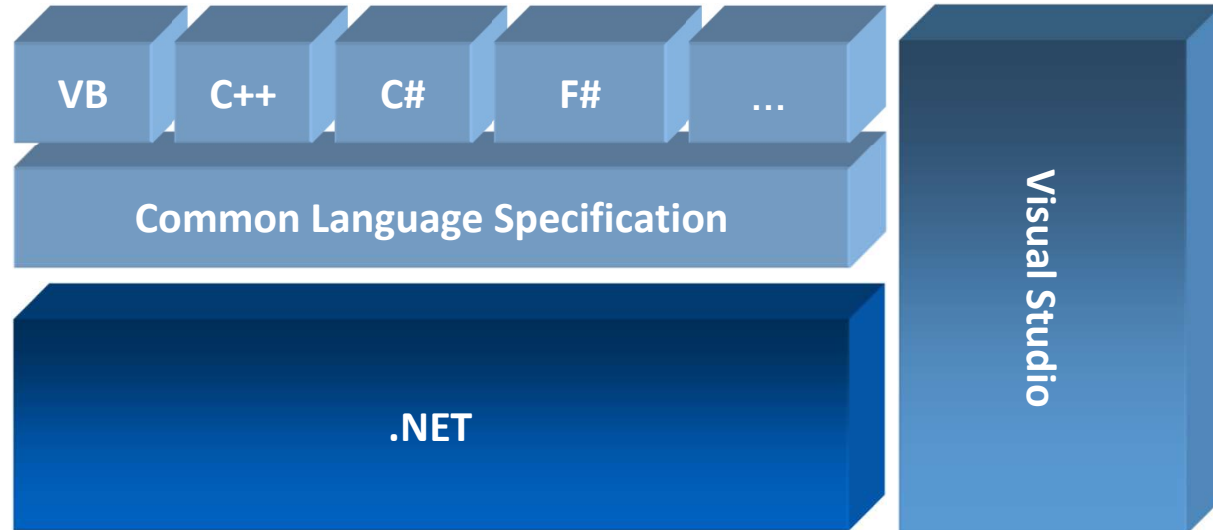 VB
C++
C#
F#
...
Common Language Specification
.NET
Visual Studio